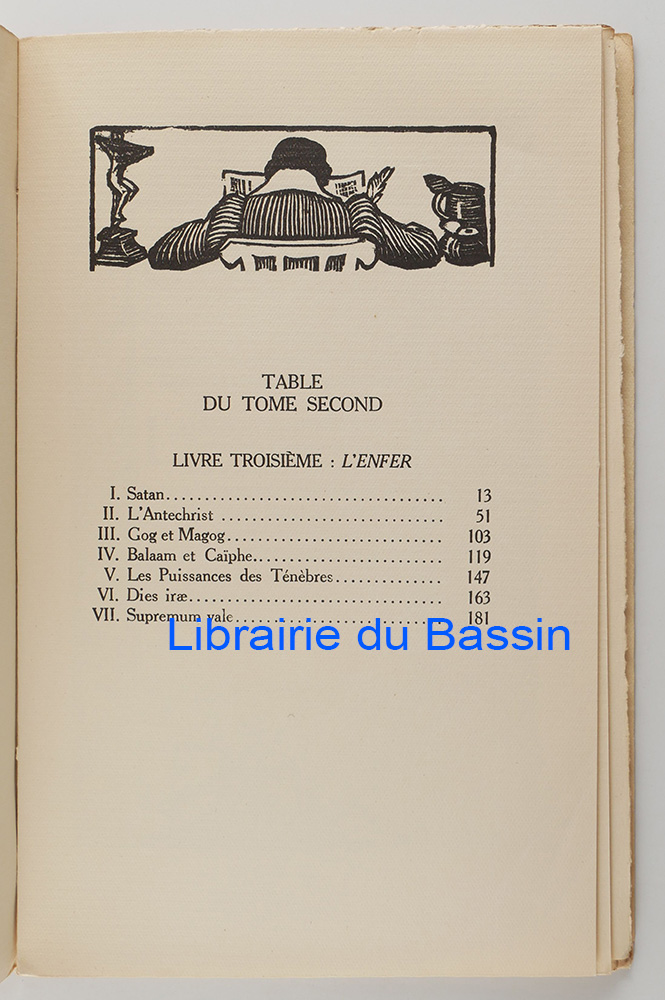 TABLE
DU TOME SECOND
LIVRE TROISIÈME : L'ENFER
I. Satan........................................ 13
II. L'Antechrist ................................ 51
III. Gog et Magog................................ 103
IV. Balaam et Caïphe............................ 119
V. Les Puissances des Ténèbres.............. 147
VI. Dies iræ..................................... 163
VII. Supremum vale............................. 181
Librairie du Bassin